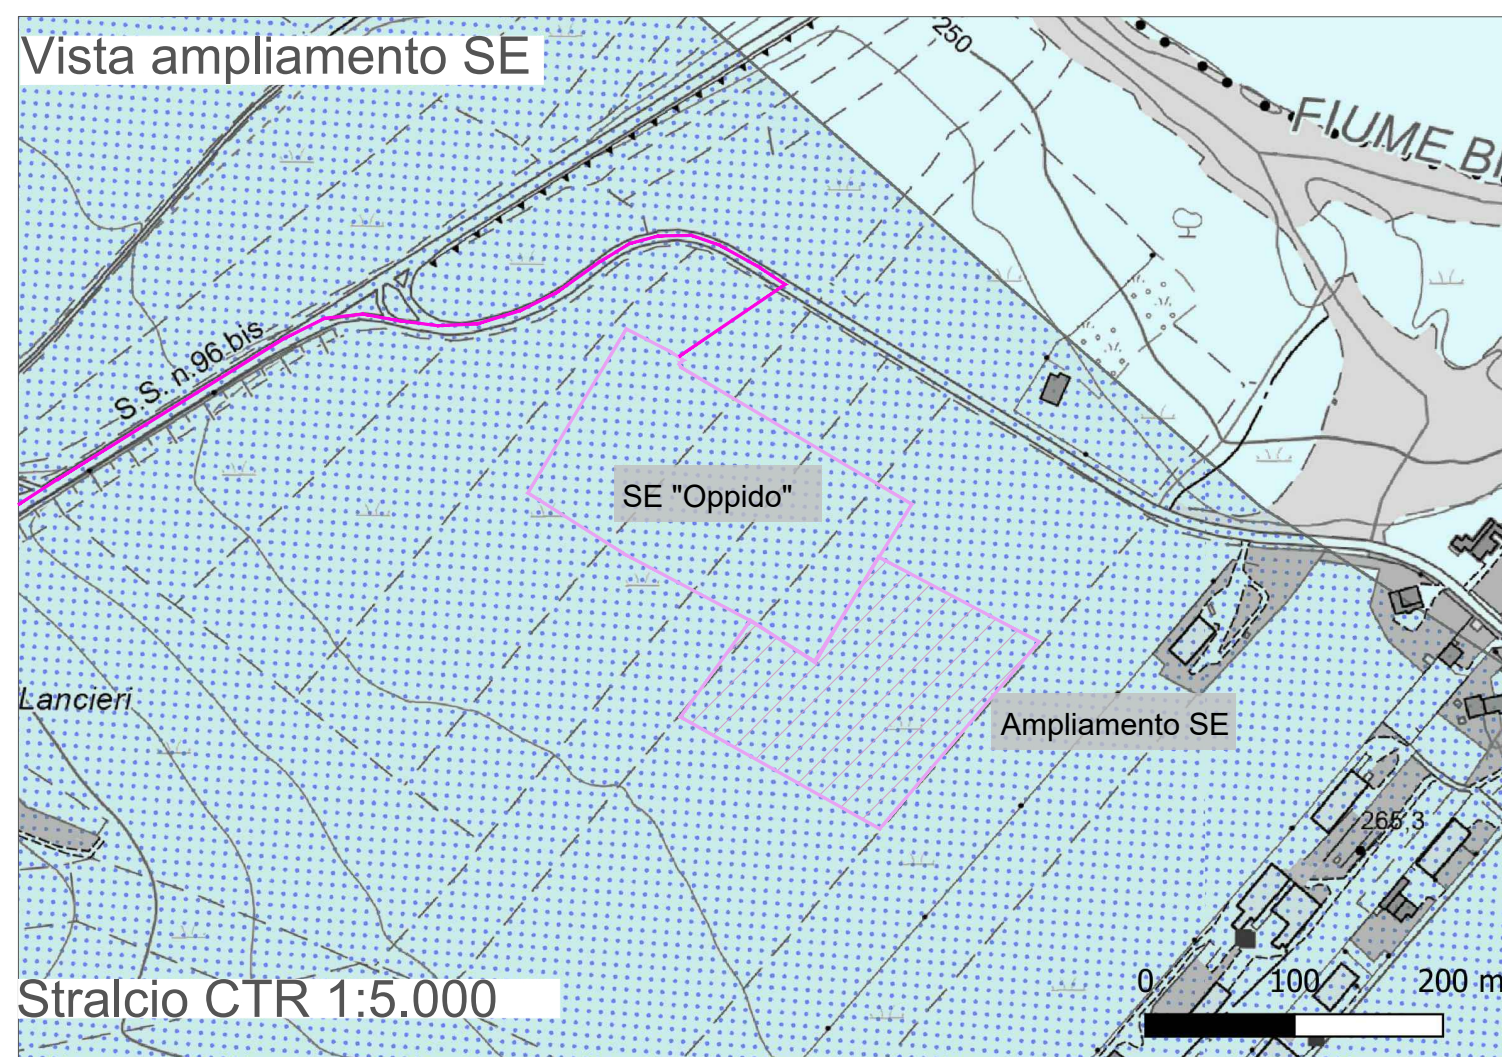 Vista ampliamento SE
250
FIUME
S.S. n.96 bis
SE "Oppido"
Lancieri
Ampliamento SE
265,3
Stralcio CTR 1:5.000
0 100 200 m